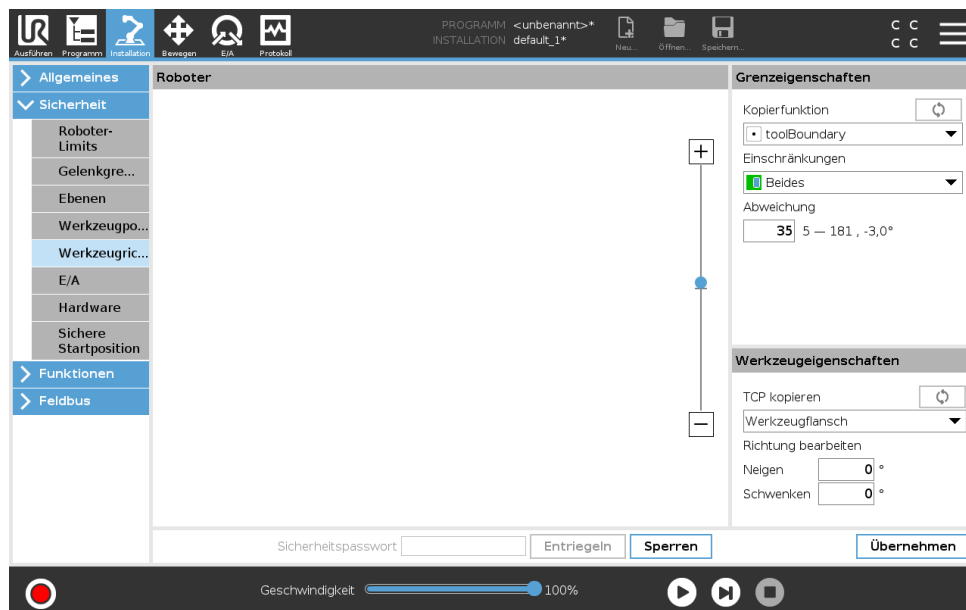 PROGRAMM <unbenannt>*
INSTALLATION default_1*
UR
Ausführen Programm Installation Bewegen E/A Protokoll
Neu... Öffnen... Speichern...
C C
C C
Allgemeines
Sicherheit
Roboter-
Limits
Gelenkgre...
Ebenen
Werkzeugpo...
Werkzeugric...
E/A
Hardware
Sichere
Startposition
Funktionen
Feldbus
Roboter
+
−
Grenzeigenschaften
Kopierfunktion
toolBoundary
Einschränkungen
Beides
Abweichung
35 5 — 181 , -3,0°
Werkzeugeigenschaften
TCP kopieren
Werkzeugflansch
Richtung bearbeiten
Neigen 0 °
Schwenken 0 °
Sicherheitspasswort Entriegeln Sperren Übernehmen
Geschwindigkeit 100%